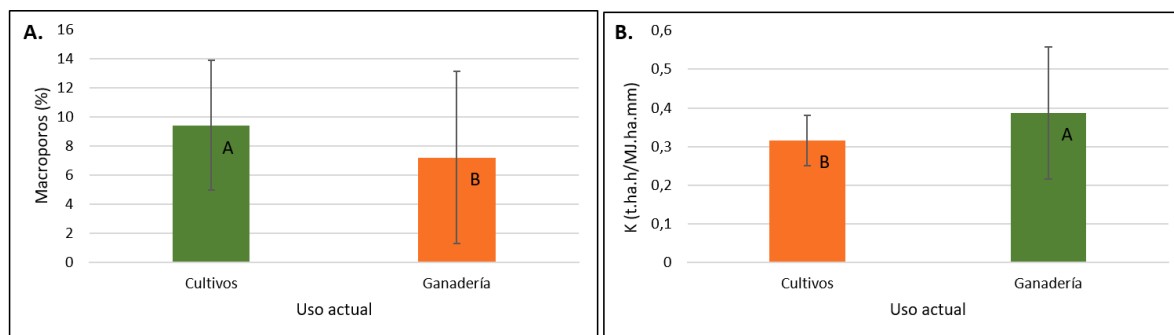 A.
Macroporos (%)
16
14
12
10
8
6
4
2
0
A
B
Cultivos
Ganadería
Uso actual
B.
K (t.ha.h/MJ.ha.mm)
0,6
0,5
0,4
0,3
0,2
0,1
0
B
A
Cultivos
Ganadería
Uso actual